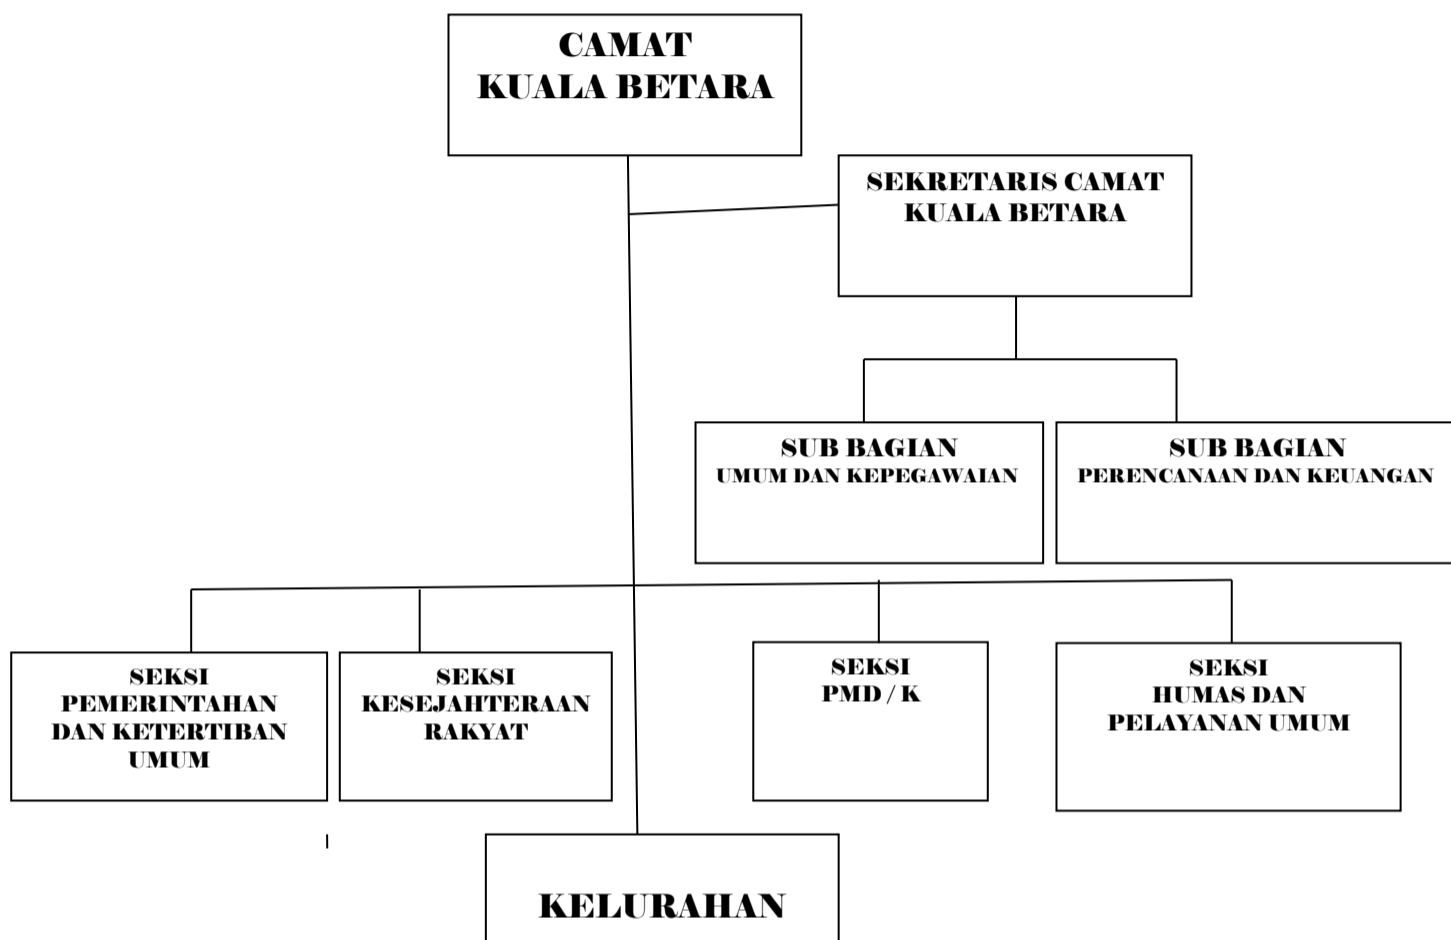 CAMAT
KUALA BETARA
SEKRETARIS CAMAT
KUALA BETARA
SUB BAGIAN
UMUM DAN KEPEGAWAIAN
SUB BAGIAN
PERENCANAAN DAN KEUANGAN
SEKSI
PEMERINTAHAN
DAN KETERTIBAN
UMUM
SEKSI
KESEJAHTERAAN
RAKYAT
SEKSI
PMD / K
SEKSI
HUMAS DAN
PELAYANAN UMUM
KELURAHAN